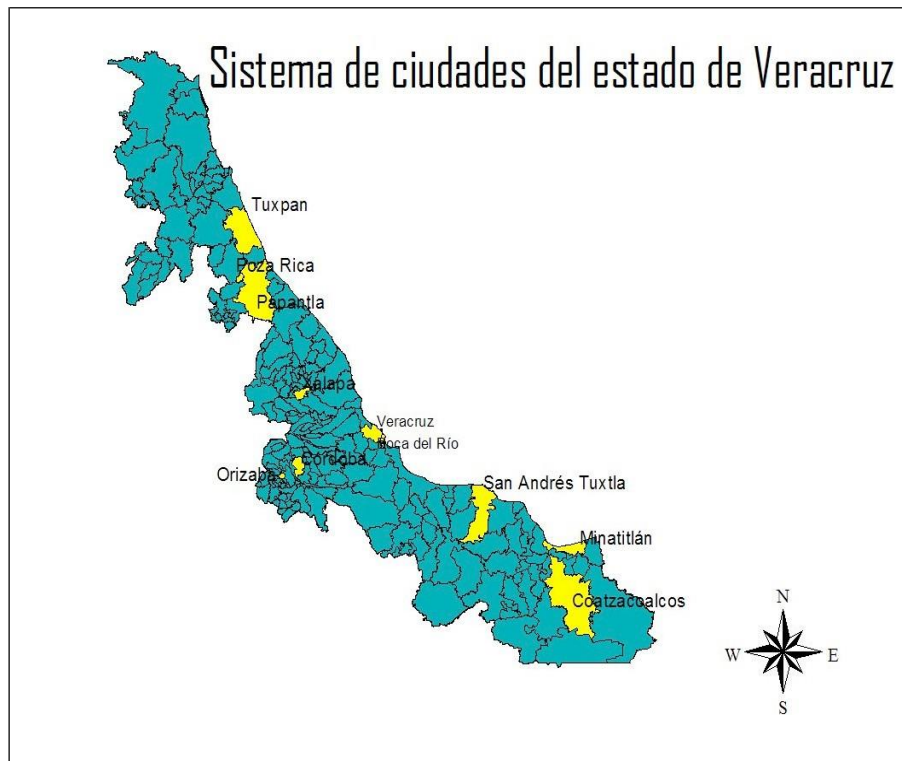 Sistema de ciudades del estado de Veracruz
Tuxpan
Poza Rica
Papantla
Xalapa
Veracruz
Boca del Río
Córdoba
Orizaba
San Andrés Tuxtla
Minatitlán
Coatzacoalcos
N
W E
S